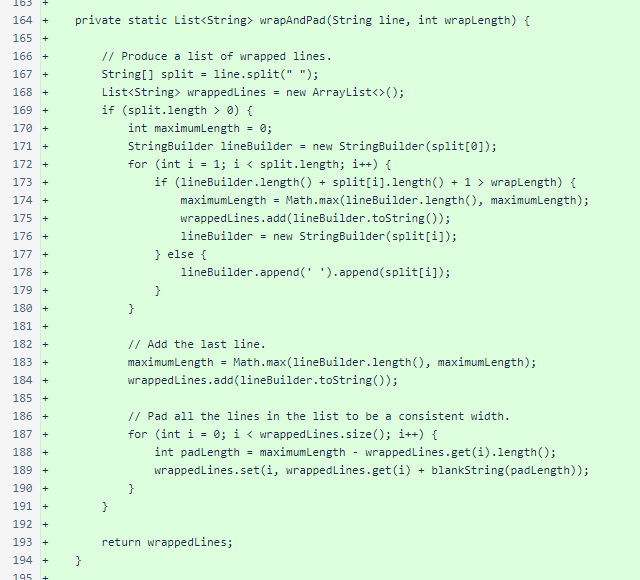 163 +
164 +    private static List<String> wrapAndPad(String line, int wrapLength) {
165 +
166 +        // Produce a list of wrapped lines.
167 +        String[] split = line.split(" ");
168 +        List<String> wrappedLines = new ArrayList<>();
169 +        if (split.length > 0) {
170 +            int maximumLength = 0;
171 +            StringBuilder lineBuilder = new StringBuilder(split[0]);
172 +            for (int i = 1; i < split.length; i++) {
173 +                if (lineBuilder.length() + split[i].length() + 1 > wrapLength) {
174 +                    maximumLength = Math.max(lineBuilder.length(), maximumLength);
175 +                    wrappedLines.add(lineBuilder.toString());
176 +                    lineBuilder = new StringBuilder(split[i]);
177 +                } else {
178 +                    lineBuilder.append(' ').append(split[i]);
179 +                }
180 +            }
181 +
182 +            // Add the last line.
183 +            maximumLength = Math.max(lineBuilder.length(), maximumLength);
184 +            wrappedLines.add(lineBuilder.toString());
185 +
186 +            // Pad all the lines in the list to be a consistent width.
187 +            for (int i = 0; i < wrappedLines.size(); i++) {
188 +                int padLength = maximumLength - wrappedLines.get(i).length();
189 +                wrappedLines.set(i, wrappedLines.get(i) + blankString(padLength));
190 +            }
191 +        }
192 +
193 +        return wrappedLines;
194 +    }
195 +